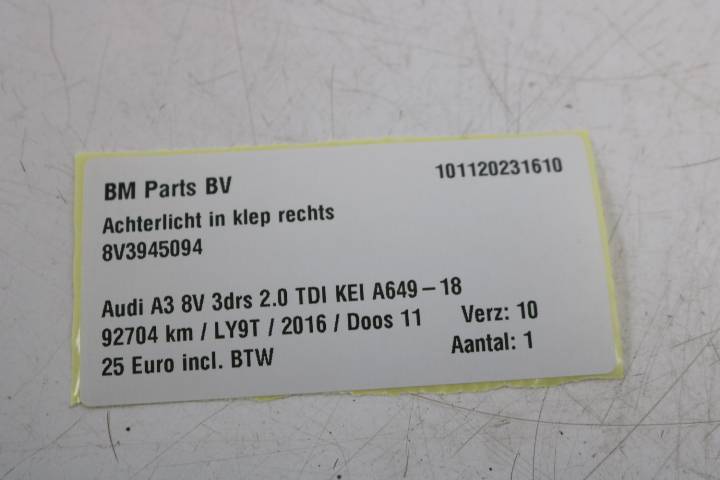 BM Parts BV 101120231610
Achterlicht in klep rechts
8V3945094
Audi A3 8V 3drs 2.0 TDI KEI A649-18
92704 km / LY9T / 2016 / Doos 11 Verz: 10
25 Euro incl. BTW Aantal: 1